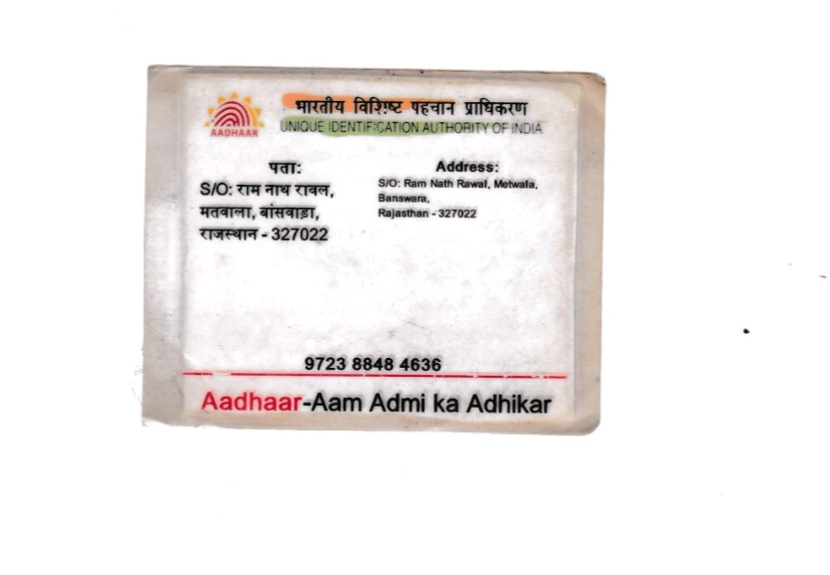 भारतीय विशिष्ट पहचान प्राधिकरण
AADHAAR
UNIQUE IDENTIFICATION AUTHORITY OF INDIA
पता:
S/O: राम नाथ रावल,
मतवाला, बांसवाड़ा,
राजस्थान - 327022
Address:
S/O: Ram Nath Rawal, Metwala,
Banswara,
Rajasthan - 327022
9723 8848 4636
Aadhaar-Aam Admi ka Adhikar